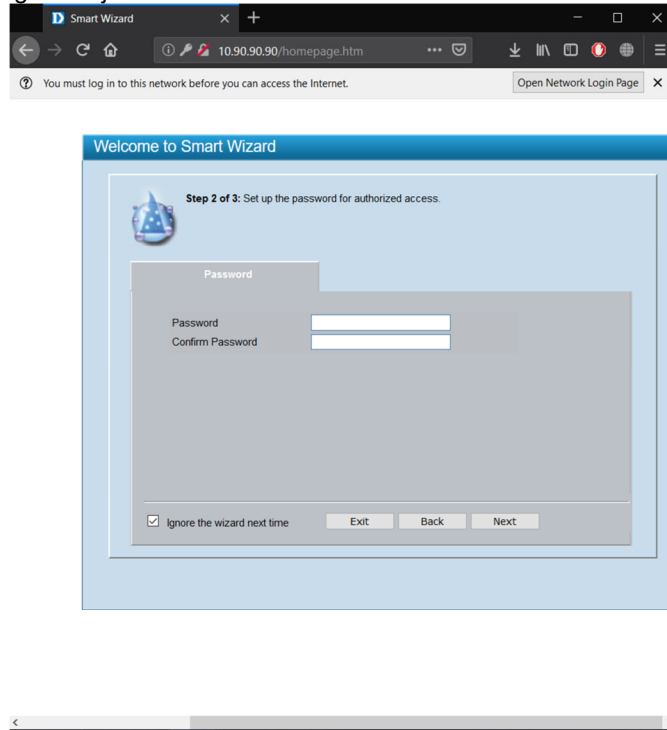 Smart Wizard
10.90.90.90/homepage.htm
You must log in to this network before you can access the Internet.
Open Network Login Page
Welcome to Smart Wizard
Step 2 of 3: Set up the password for authorized access.
Password
Password
Confirm Password
Ignore the wizard next time
Exit
Back
Next